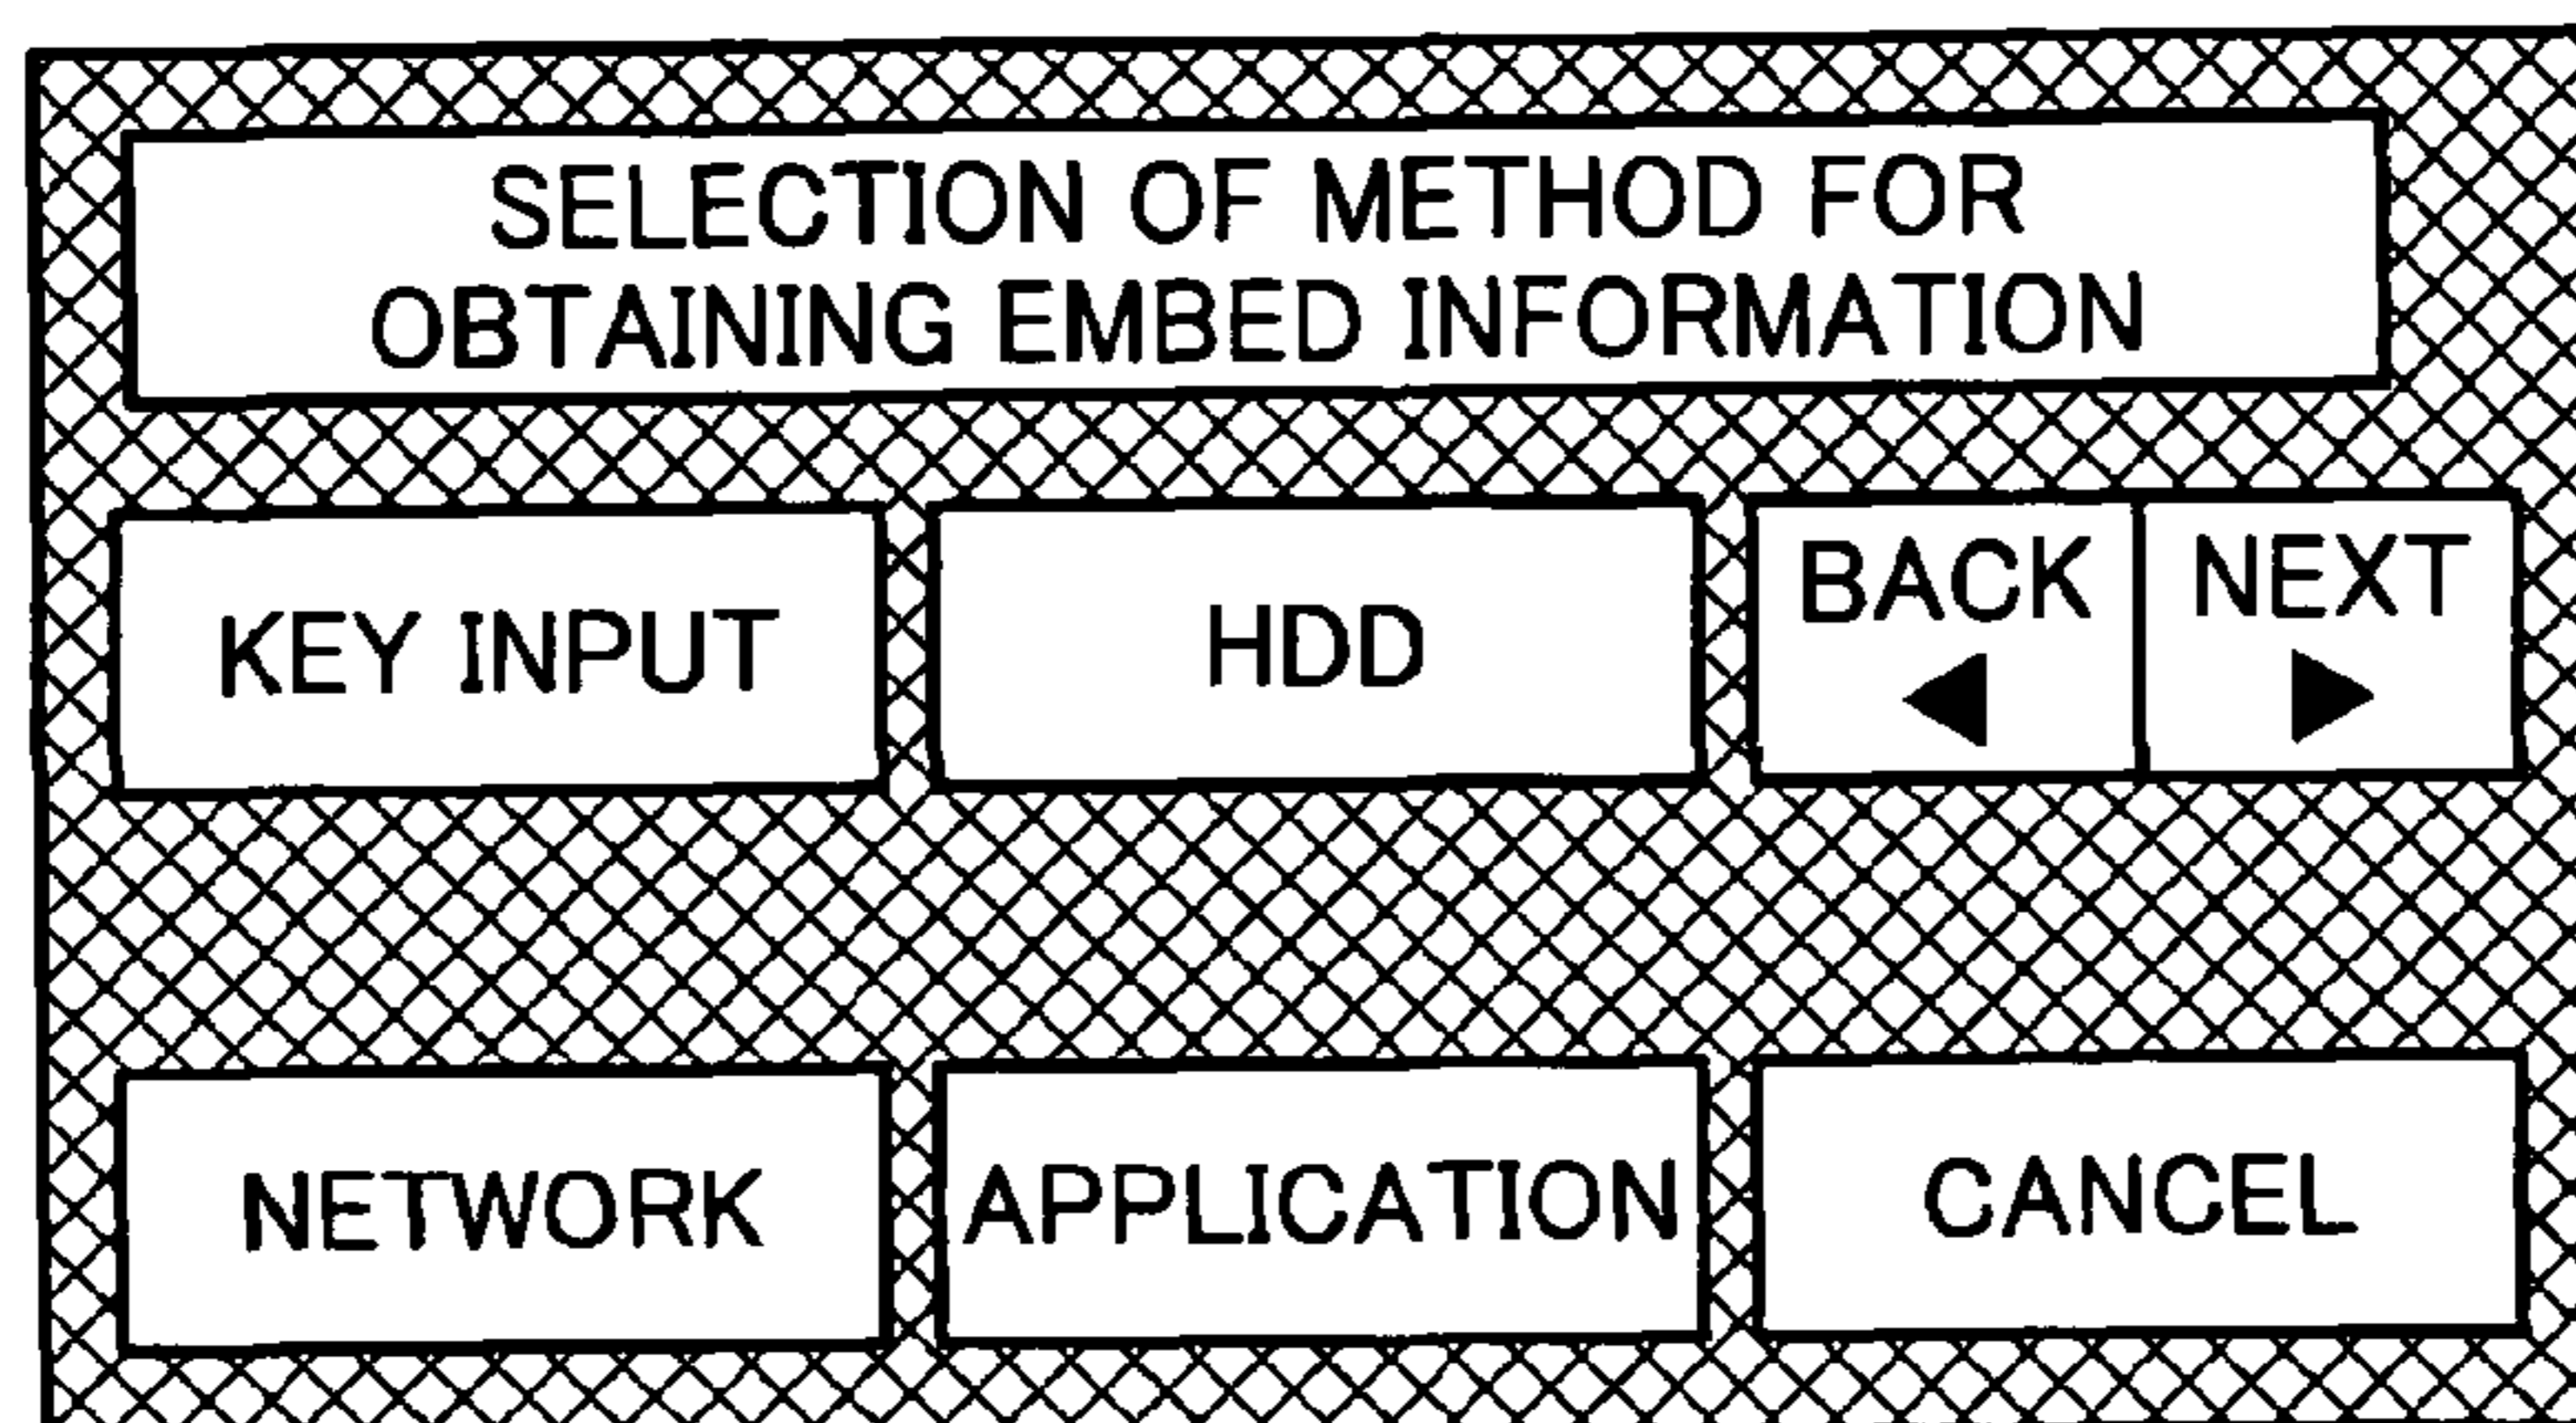 SELECTION OF METHOD FOR
OBTAINING EMBED INFORMATION
KEY INPUT
HDD
BACK
NEXT
NETWORK
APPLICATION
CANCEL